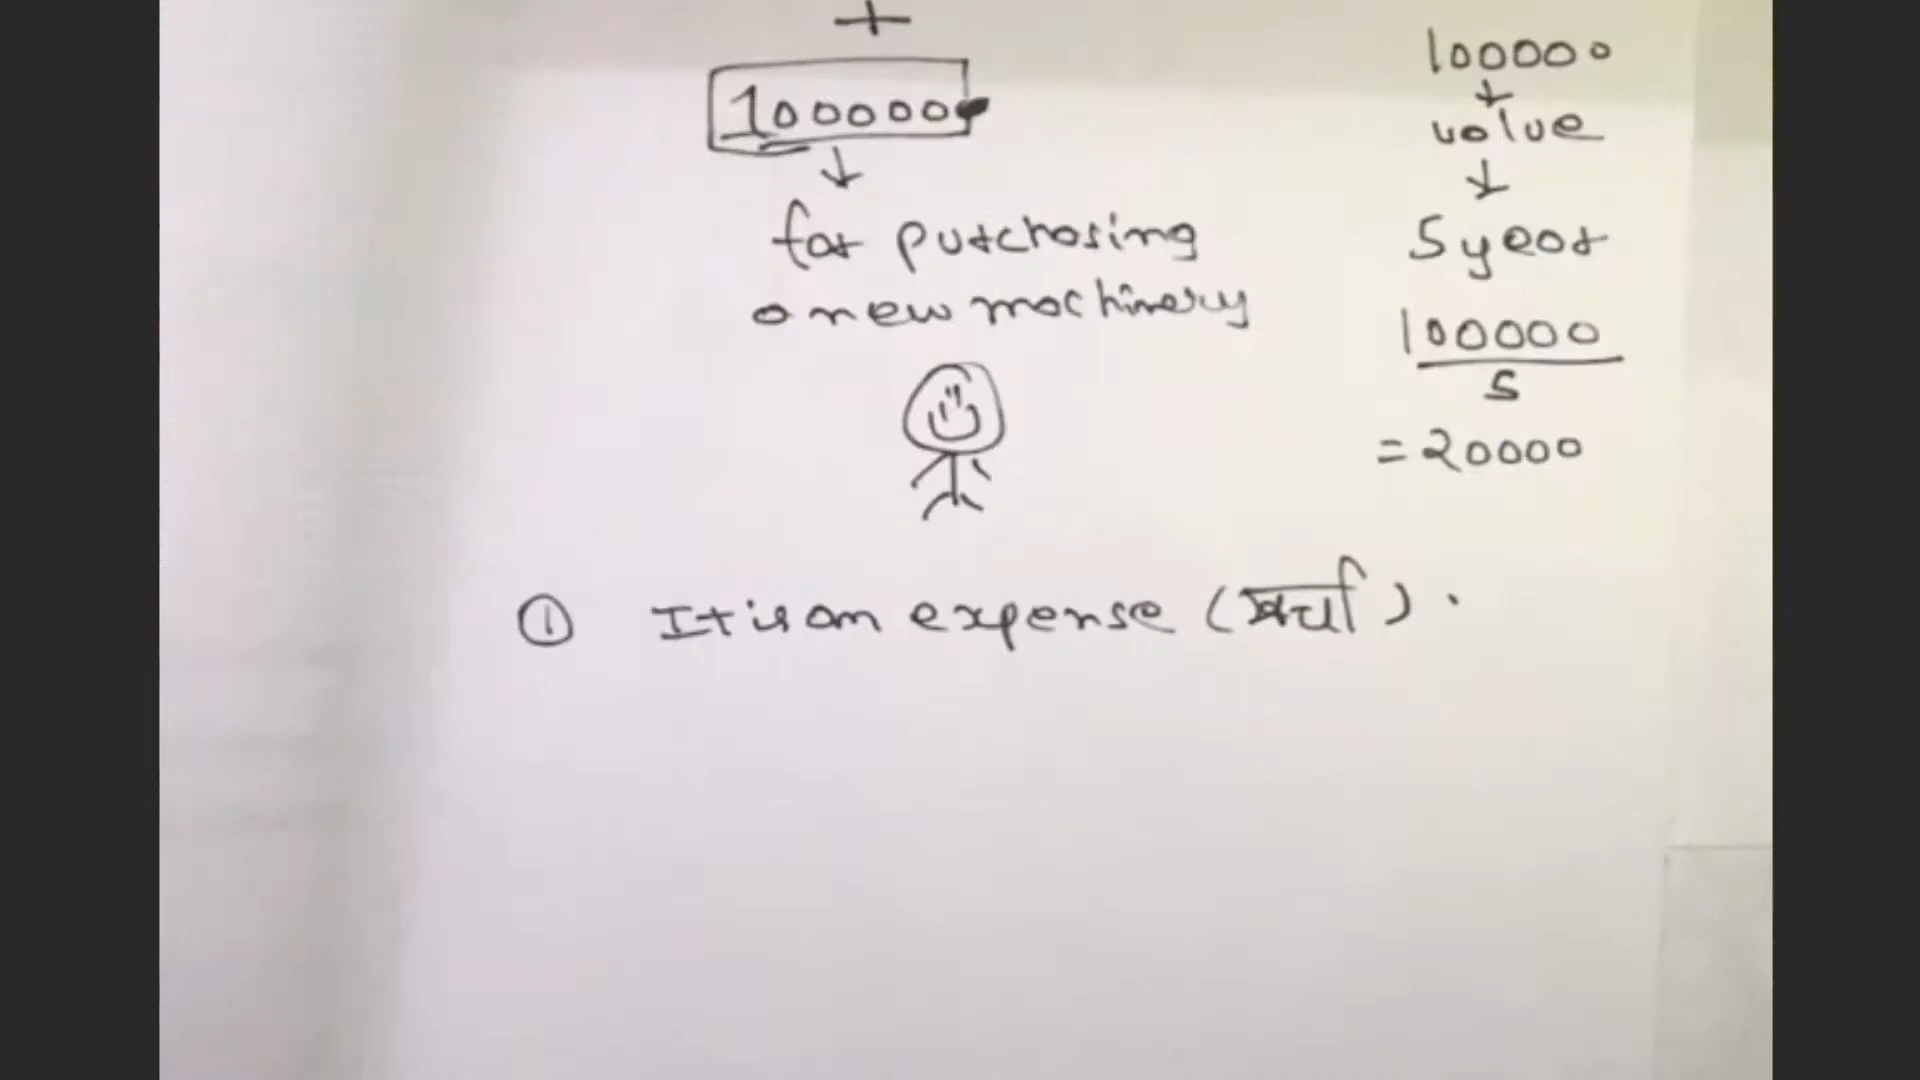 +
100000
for purchasing
a new machinery
100000
value
5 year
100000
5
= 20000
① It is an expense (खर्चा).